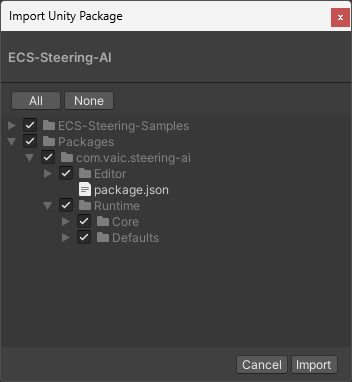 Import Unity Package
x
ECS-Steering-AI
All
None
ECS-Steering-Samples
Packages
com.vaic.steering-ai
Editor
package.json
Runtime
Core
Defaults
Cancel
Import